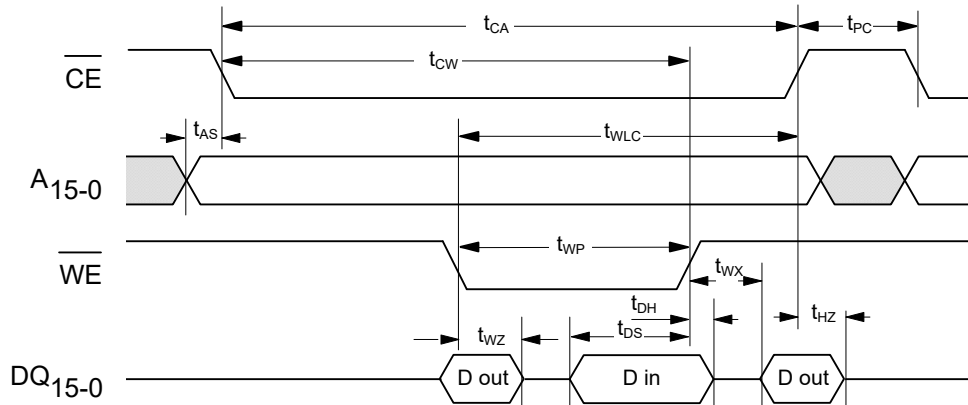 tCA
tPC
CE
tCW
tAS
tWLC
A15-0
WE
tWP
tWX
tDH
tHZ
tWZ
tDS
DQ15-0
D out
D in
D out